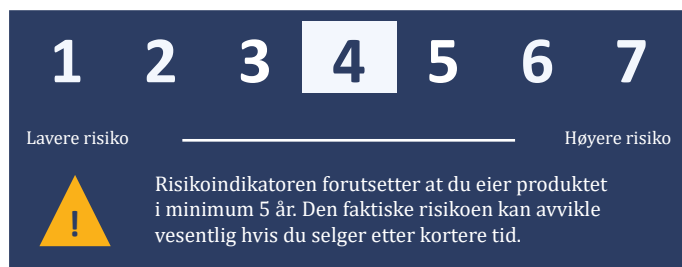 1 2 3 4 5 6 7
Lavere risiko Høyere risiko
!
Risikoindikatoren forutsetter at du eier produktet
i minimum 5 år. Den faktiske risikoen kan avvikle
vesentlig hvis du selger etter kortere tid.